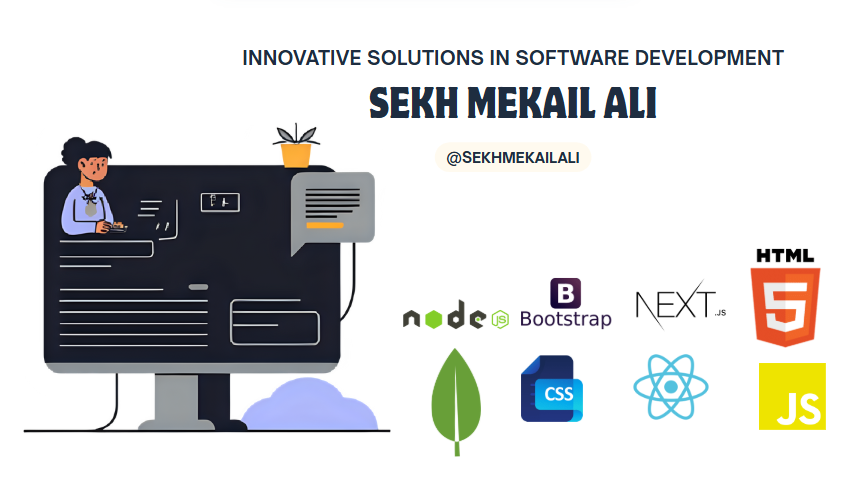 INNOVATIVE SOLUTIONS IN SOFTWARE DEVELOPMENT
SEKH MEKAIL ALI
@SEKHMEKAILALI
node JS
B
Bootstrap
NEXT.JS
HTML
5
CSS
JS